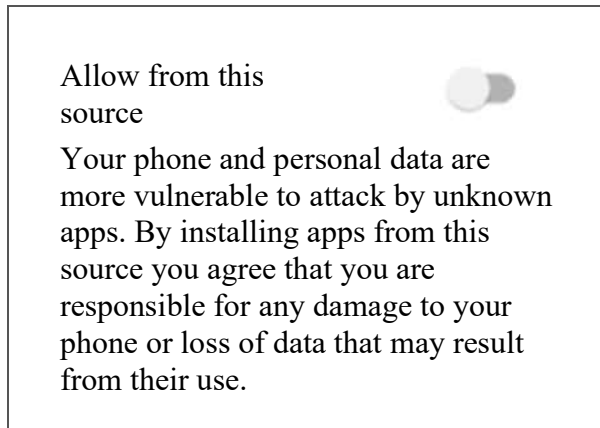 Allow from this
source
Your phone and personal data are
more vulnerable to attack by unknown
apps. By installing apps from this
source you agree that you are
responsible for any damage to your
phone or loss of data that may result
from their use.